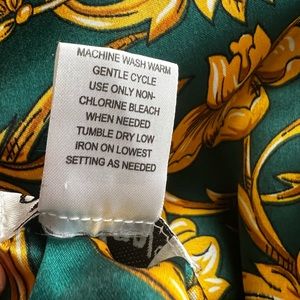 MACHINE WASH WARM
GENTLE CYCLE
USE ONLY NON-
CHLORINE BLEACH
WHEN NEEDED
TUMBLE DRY LOW
IRON ON LOWEST
SETTING AS NEEDED